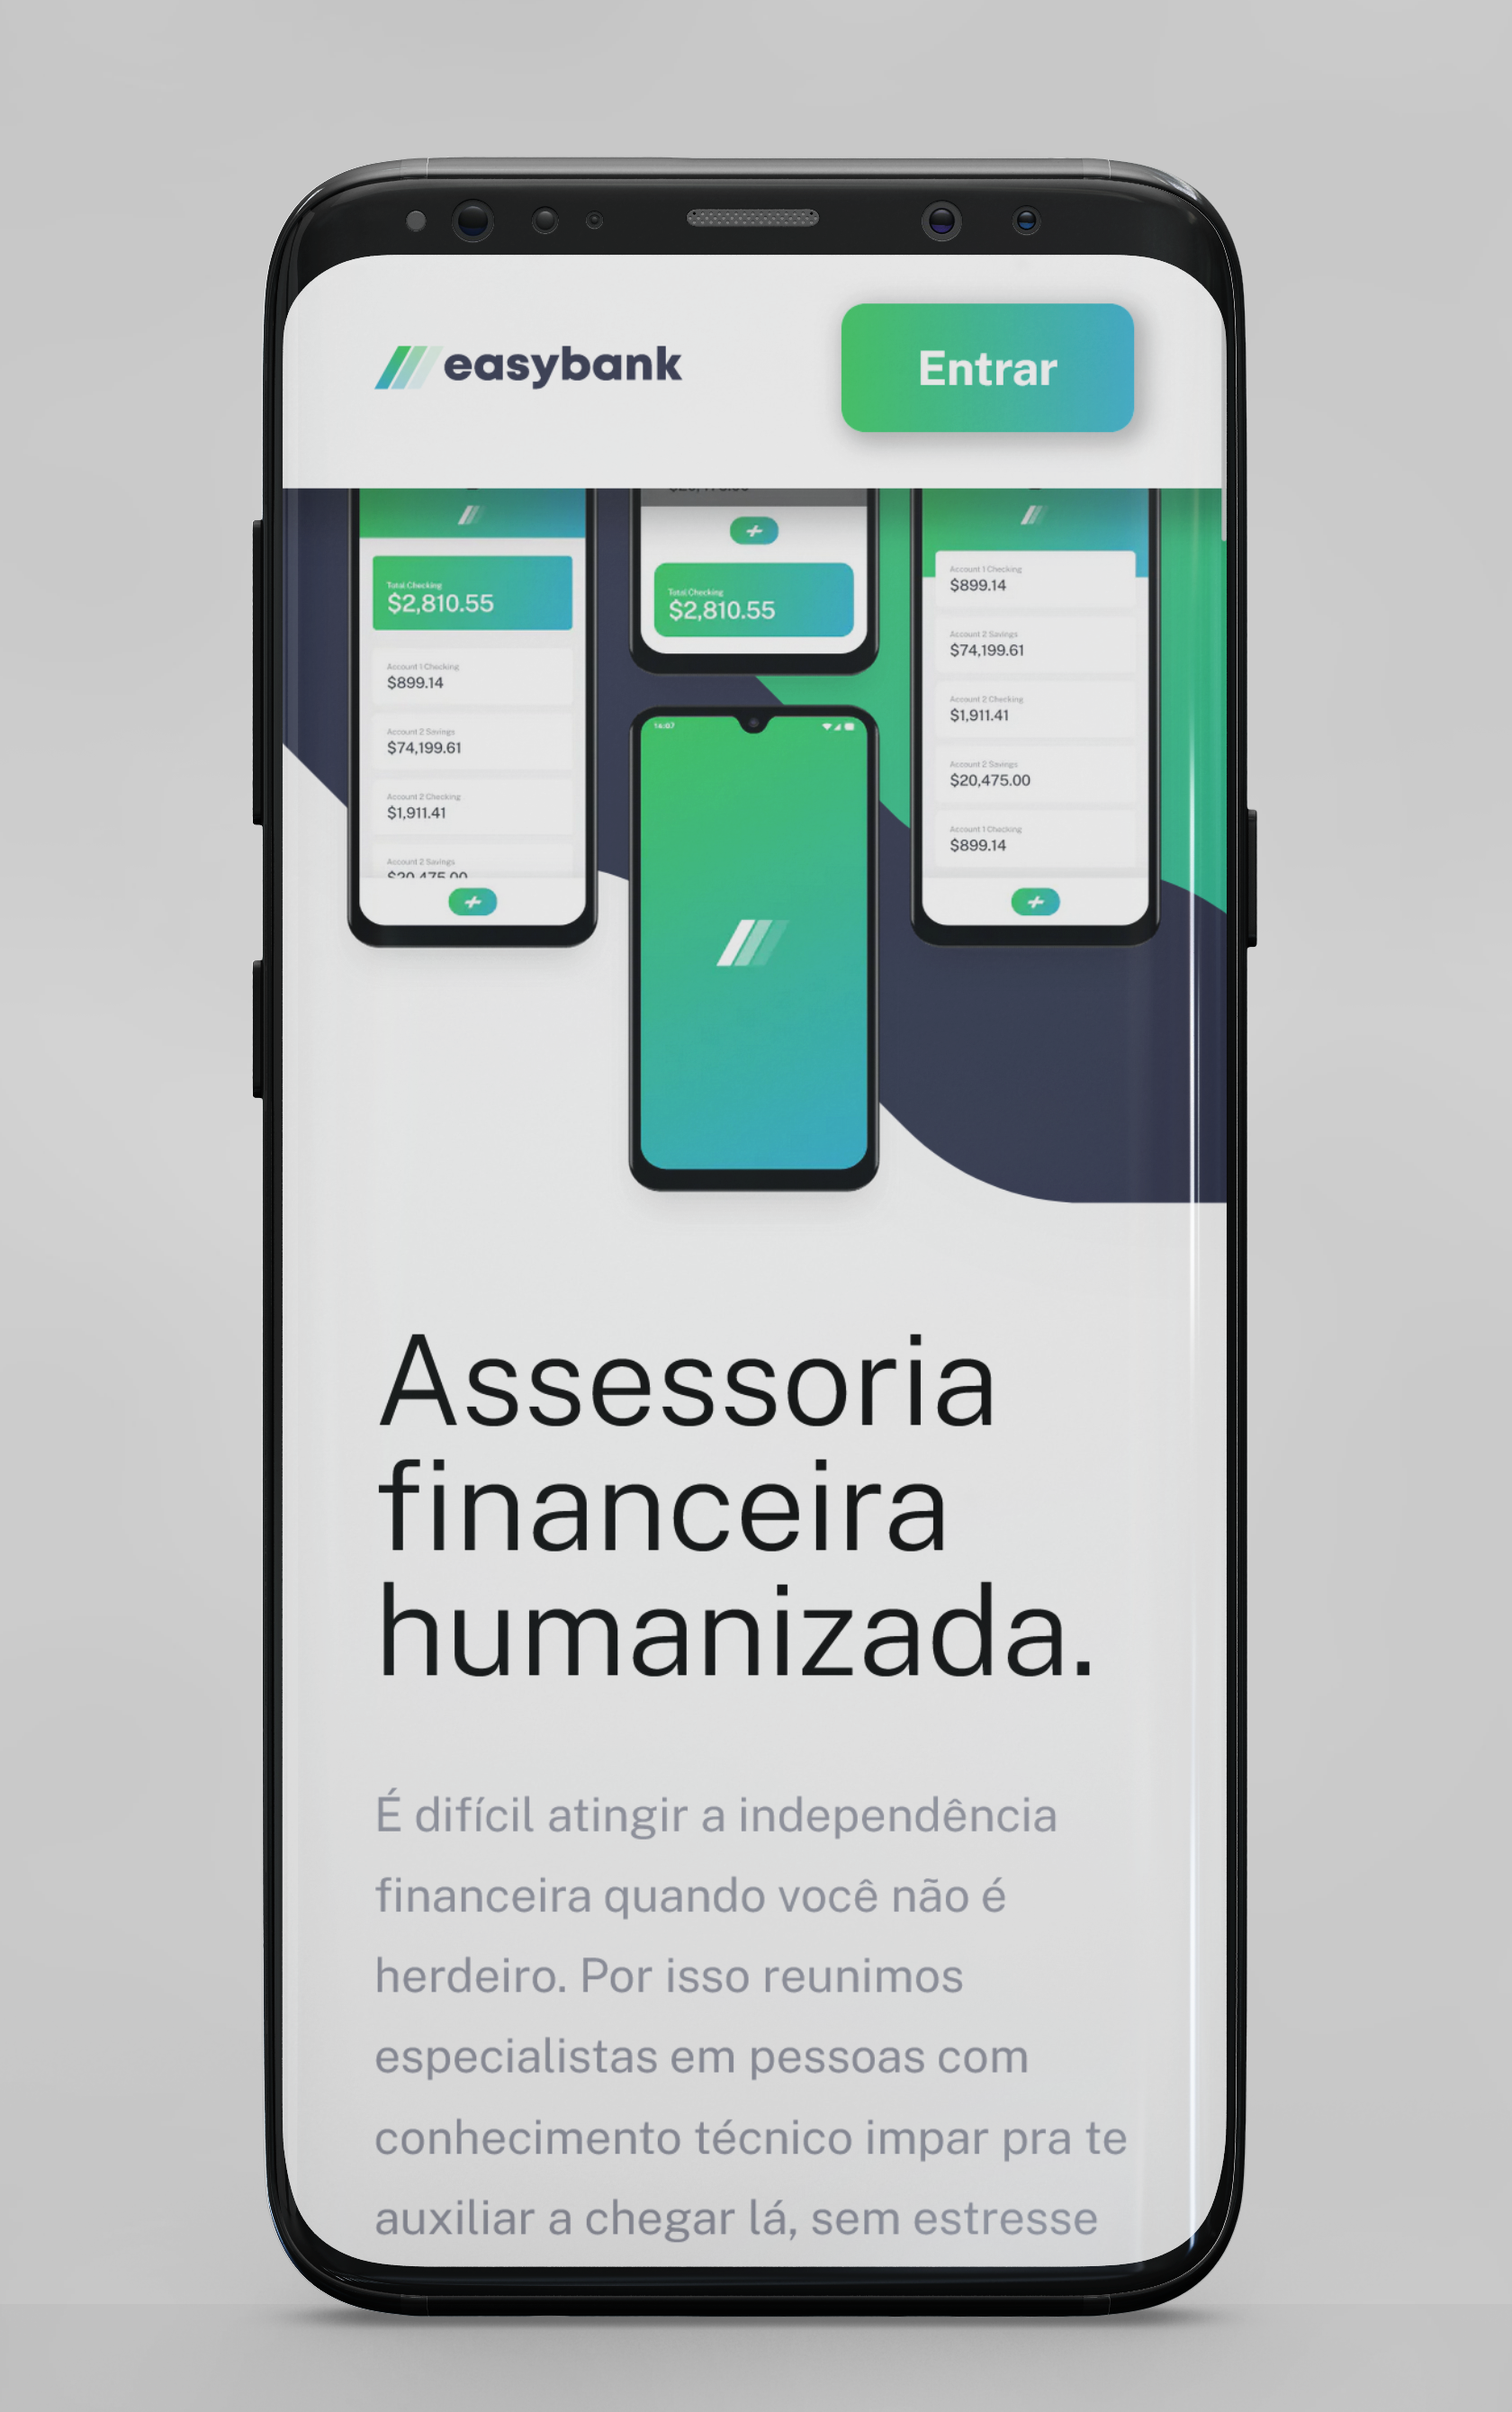 easybank
Entrar
Total Checking
$2,810.55
Account 1 Checking
$899.14
Account 2 Savings
$74,199.61
Account 2 Checking
$1,911.41
Account 2 Savings
$20,475.00
Total Checking
$2,810.55
14:07
Account 1 Checking
$899.14
Account 2 Savings
$74,199.61
Account 2 Checking
$1,911.41
Account 2 Savings
$20,475.00
Account 1 Checking
$899.14
Assessoria
financeira
humanizada.
É difícil atingir a independência
financeira quando você não é
herdeiro. Por isso reunimos
especialistas em pessoas com
conhecimento técnico impar pra te
auxiliar a chegar lá, sem estresse